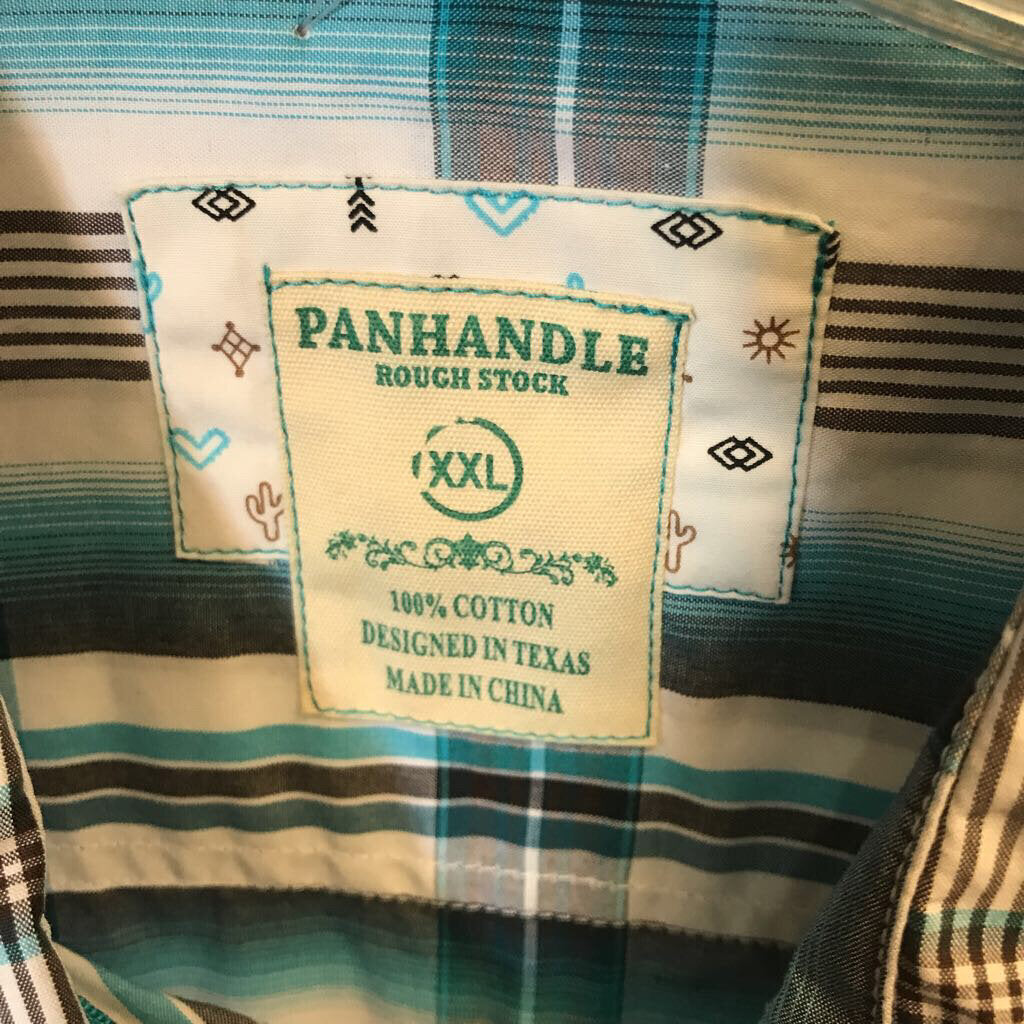 PANHANDLE
ROUGH STOCK
XXL
100% COTTON
DESIGNED IN TEXAS
MADE IN CHINA